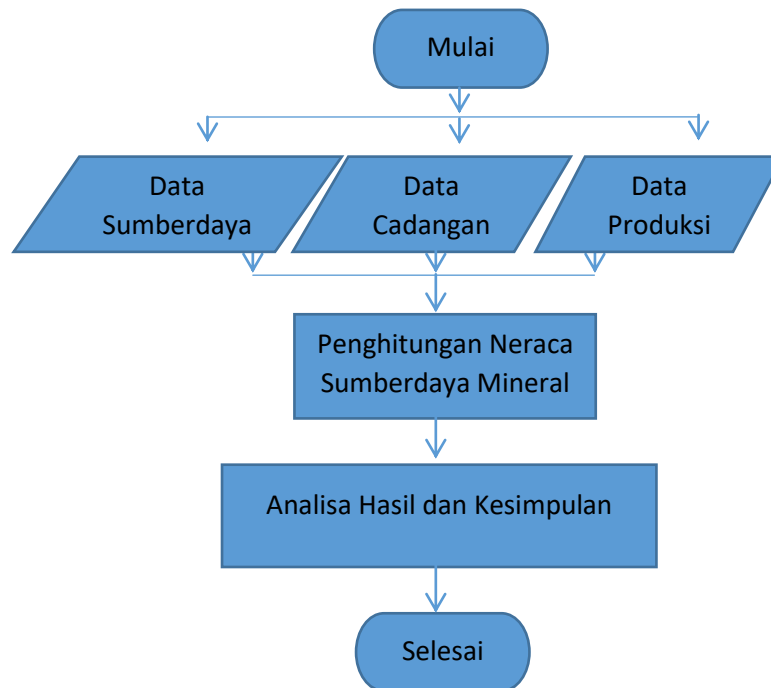 Mulai
Data
Sumberdaya
Data
Cadangan
Data
Produksi
Penghitungan Neraca
Sumberdaya Mineral
Analisa Hasil dan Kesimpulan
Selesai